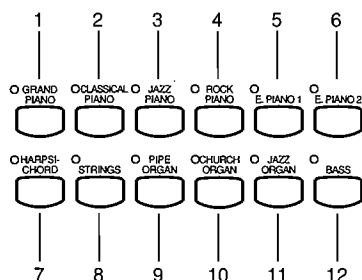 1 2 3 4 5 6
GRAND PIANO CLASSICAL PIANO JAZZ PIANO ROCK PIANO E. PIANO 1 E. PIANO 2
HARPSI-CHORD STRINGS PIPE ORGAN CHURCH ORGAN JAZZ ORGAN BASS
7 8 9 10 11 12